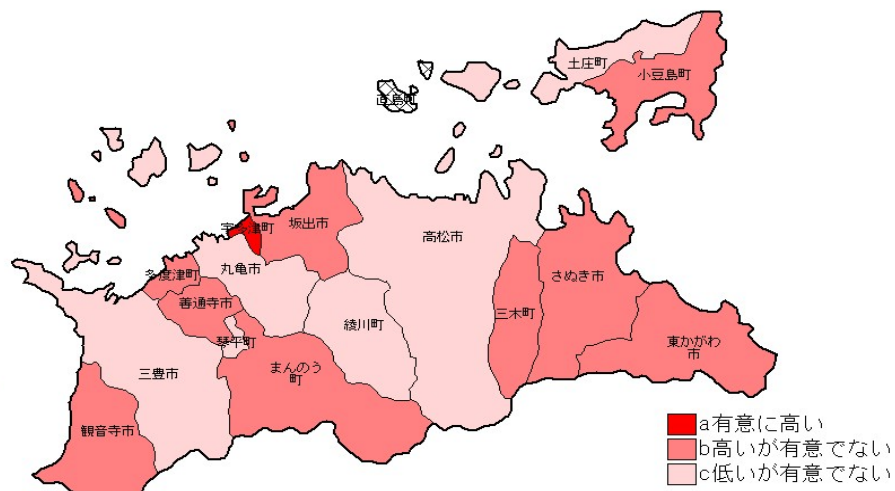 土庄町
小豆島町
直島町
宇多津町
坂出市
高松市
丸亀市
多度津町
善通寺市
さぬき市
三木町
綾川町
琴平町
東かがわ
市
まんのう
町
三豊市
観音寺市
a有意に高い
b高いが有意でない
c低いが有意でない